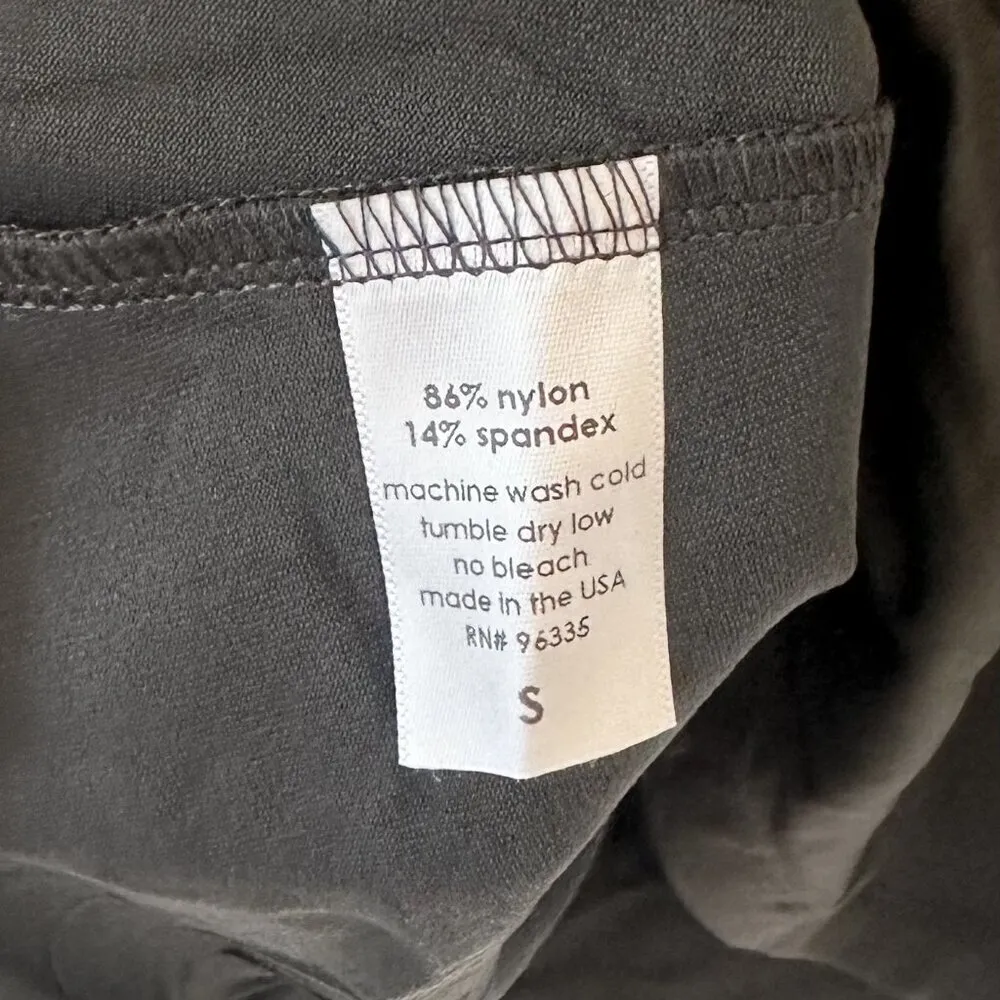 86% nylon
14% spandex
machine wash cold
tumble dry low
no bleach
made in the USA
RN# 96335
S